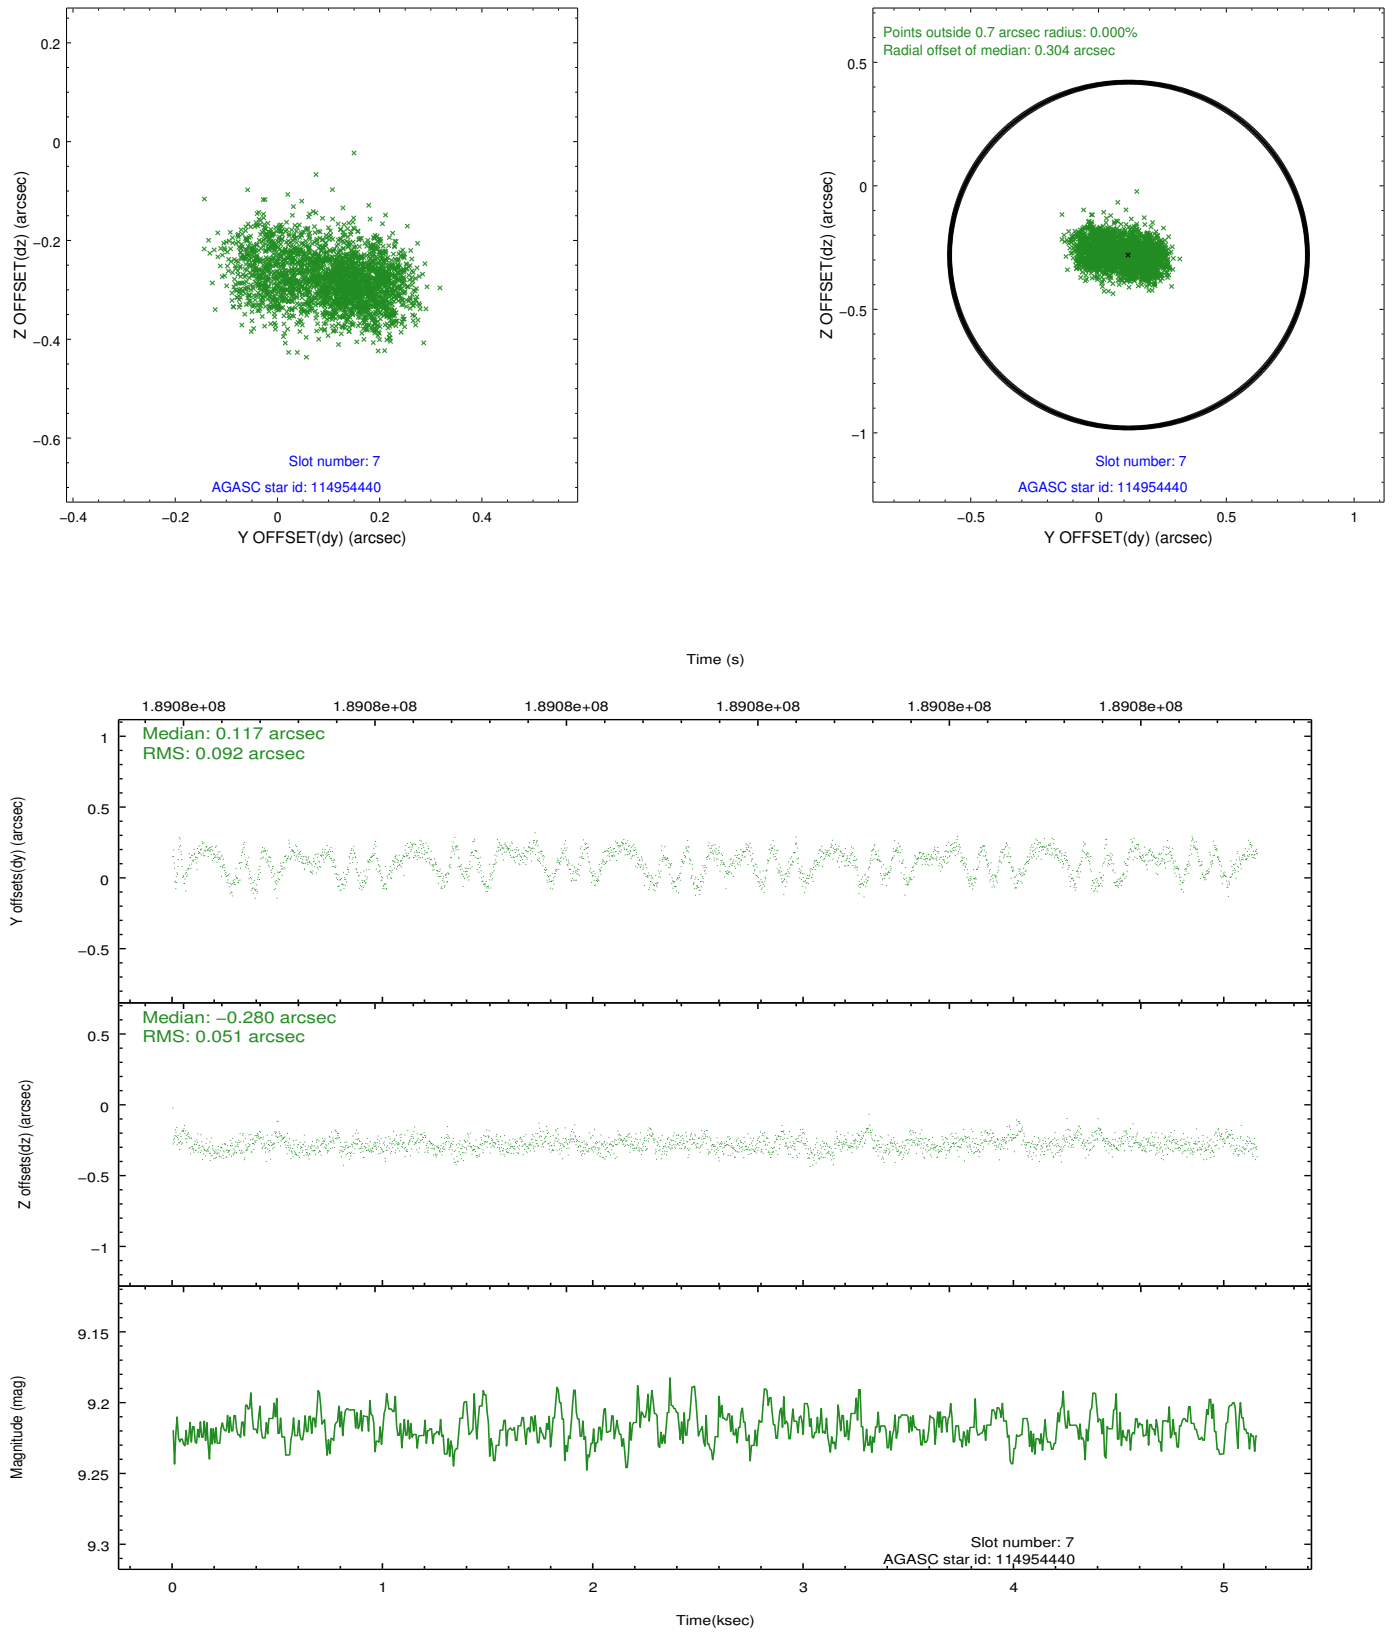 0.2
0
−0.2
−0.4
−0.6
Z OFFSET(dz) (arcsec)
Slot number: 7
AGASC star id: 114954440
−0.4 −0.2 0 0.2 0.4
Y OFFSET(dy) (arcsec)
Points outside 0.7 arcsec radius: 0.000%
Radial offset of median: 0.304 arcsec
0.5
0
−0.5
−1
Z OFFSET(dz) (arcsec)
Slot number: 7
AGASC star id: 114954440
−0.5 0 0.5 1
Y OFFSET(dy) (arcsec)
Time (s)
1.8908e+08 1.8908e+08 1.8908e+08 1.8908e+08 1.8908e+08 1.8908e+08
Median: 0.117 arcsec
RMS: 0.092 arcsec
1
0.5
0
−0.5
Y offsets(dy) (arcsec)
Median: −0.280 arcsec
RMS: 0.051 arcsec
0.5
0
−0.5
−1
Z offsets(dz) (arcsec)
9.15
9.2
9.25
9.3
Magnitude (mag)
Slot number: 7
AGASC star id: 114954440
0 1 2 3 4 5
Time(ksec)